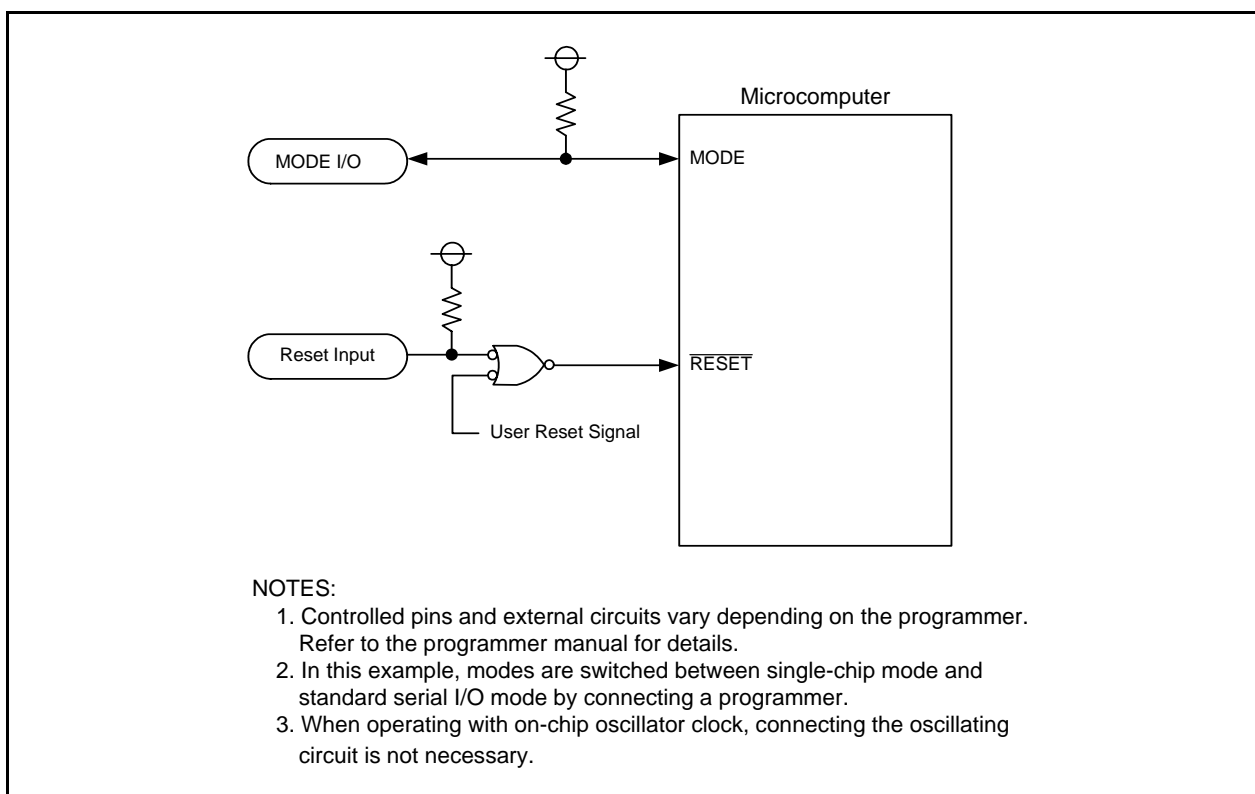 Microcomputer
MODE I/O
MODE
Reset Input
RESET
User Reset Signal
NOTES:
1. Controlled pins and external circuits vary depending on the programmer.
Refer to the programmer manual for details.
2. In this example, modes are switched between single-chip mode and
standard serial I/O mode by connecting a programmer.
3. When operating with on-chip oscillator clock, connecting the oscillating
circuit is not necessary.